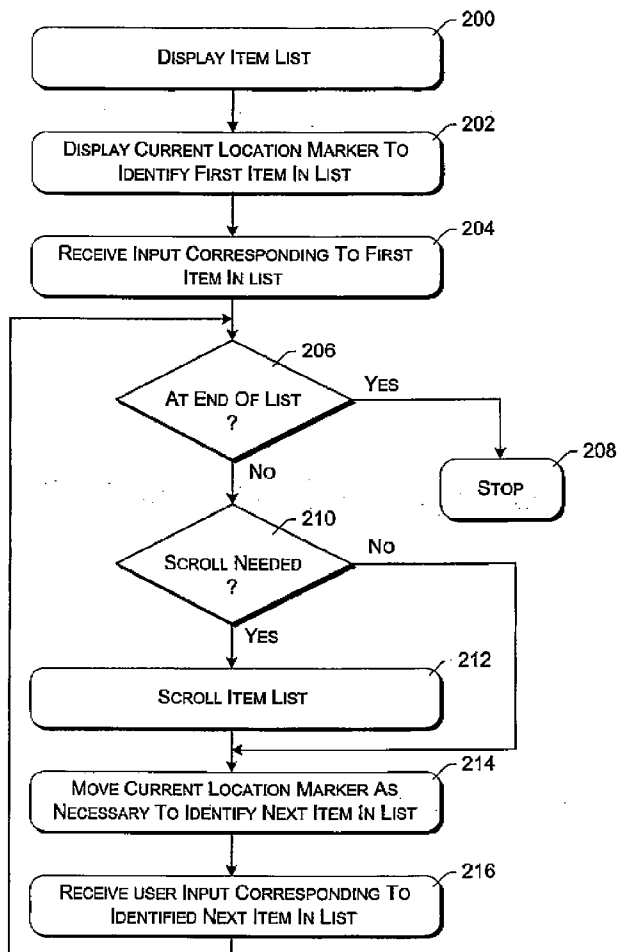 200
DISPLAY ITEM LIST
202
DISPLAY CURRENT LOCATION MARKER TO
IDENTIFY FIRST ITEM IN LIST
204
RECEIVE INPUT CORRESPONDING TO FIRST
ITEM IN LIST
206
AT END OF LIST
?
YES
NO
208
STOP
210
SCROLL NEEDED
?
NO
YES
212
SCROLL ITEM LIST
214
MOVE CURRENT LOCATION MARKER AS
NECESSARY TO IDENTIFY NEXT ITEM IN LIST
216
RECEIVE USER INPUT CORRESPONDING TO
IDENTIFIED NEXT ITEM IN LIST